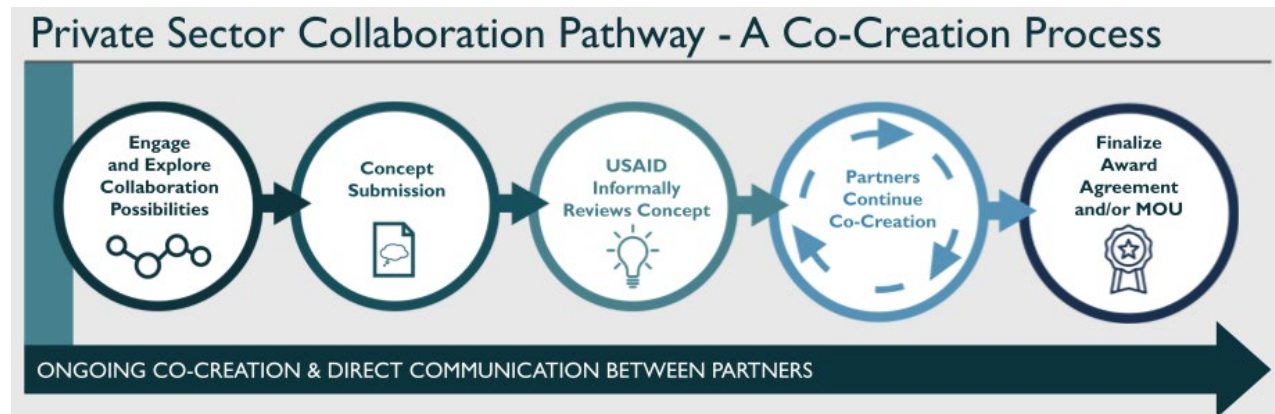 Private Sector Collaboration Pathway - A Co-Creation Process
Engage
and Explore
Collaboration
Possibilities
Concept
Submission
USAID
Informally
Reviews Concept
Partners
Continue
Co-Creation
Finalize
Award
Agreement
and/or MOU
ONGOING CO-CREATION & DIRECT COMMUNICATION BETWEEN PARTNERS